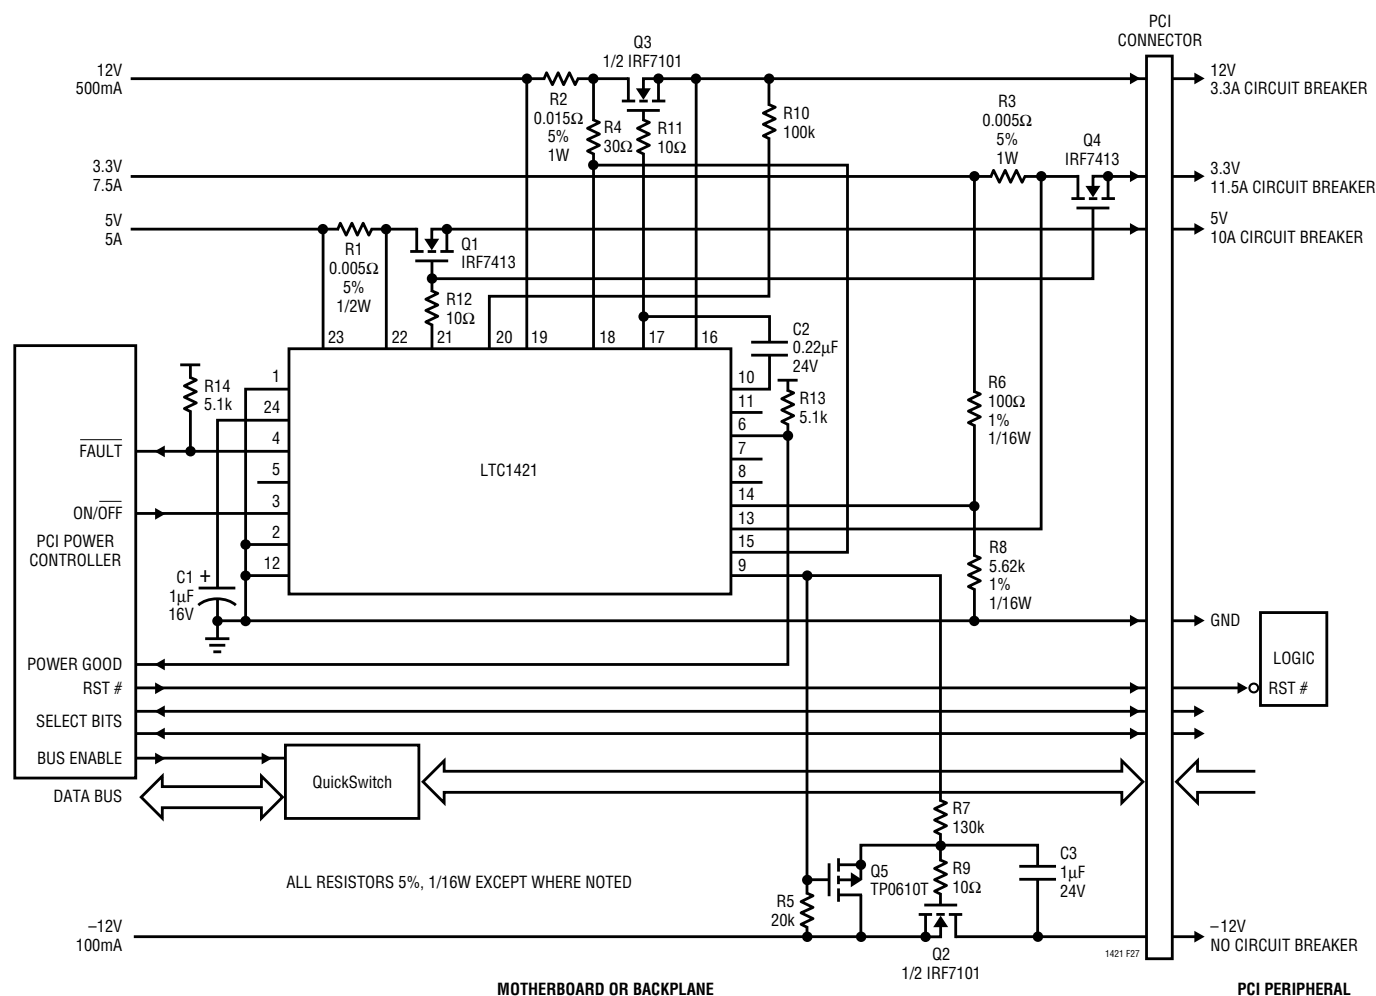 PCI
CONNECTOR
Q3
1/2 IRF7101
12V
500mA
12V
3.3A CIRCUIT BREAKER
R2
0.015Ω
5%
1W
R4
30Ω
R11
10Ω
R10
100k
R3
0.005Ω
5%
1W
Q4
IRF7413
3.3V
7.5A
3.3V
11.5A CIRCUIT BREAKER
5V
5A
5V
10A CIRCUIT BREAKER
R1
0.005Ω
5%
1/2W
Q1
IRF7413
R12
10Ω
23
22
21
20
19
18
17
16
C2
0.22µF
24V
R14
5.1k
1
24
4
5
3
2
12
LTC1421
10
11
6
7
8
14
13
15
9
R13
5.1k
R6
100Ω
1%
1/16W
FAULT
ON/OFF
PCI POWER
CONTROLLER
C1
+
1µF
16V
R8
5.62k
1%
1/16W
GND
POWER GOOD
RST #
SELECT BITS
BUS ENABLE
DATA BUS
LOGIC
RST #
QuickSwitch
R7
130k
ALL RESISTORS 5%, 1/16W EXCEPT WHERE NOTED
Q5
TP0610T
R9
10Ω
C3
1µF
24V
R5
20k
–12V
100mA
Q2
1/2 IRF7101
–12V
NO CIRCUIT BREAKER
1421 F27
MOTHERBOARD OR BACKPLANE
PCI PERIPHERAL